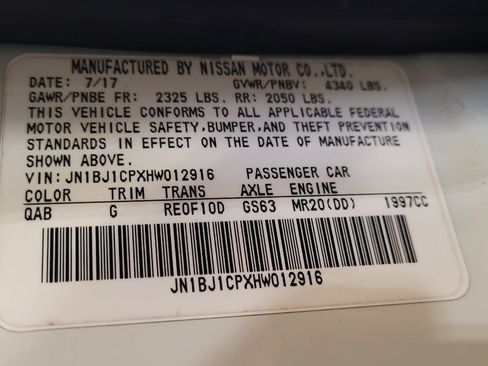 MANUFACTURED BY NISSAN MOTOR CO.,LTD.
DATE: 7/17 GVWR/PNBV: 4340 LBS.
GAWR/PNBE FR: 2325 LBS. RR: 2050 LBS.
THIS VEHICLE CONFORMS TO ALL APPLICABLE FEDERAL
MOTOR VEHICLE SAFETY,BUMPER,AND THEFT PREVENTION
STANDARDS IN EFFECT ON THE DATE OF MANUFACTURE
SHOWN ABOVE.
VIN: JN1BJ1CPXHW012916 PASSENGER CAR
COLOR TRIM TRANS AXLE ENGINE
QAB G RE0F10D GS63 MR20(DD) 1997CC
JN1BJ1CPXHW012916